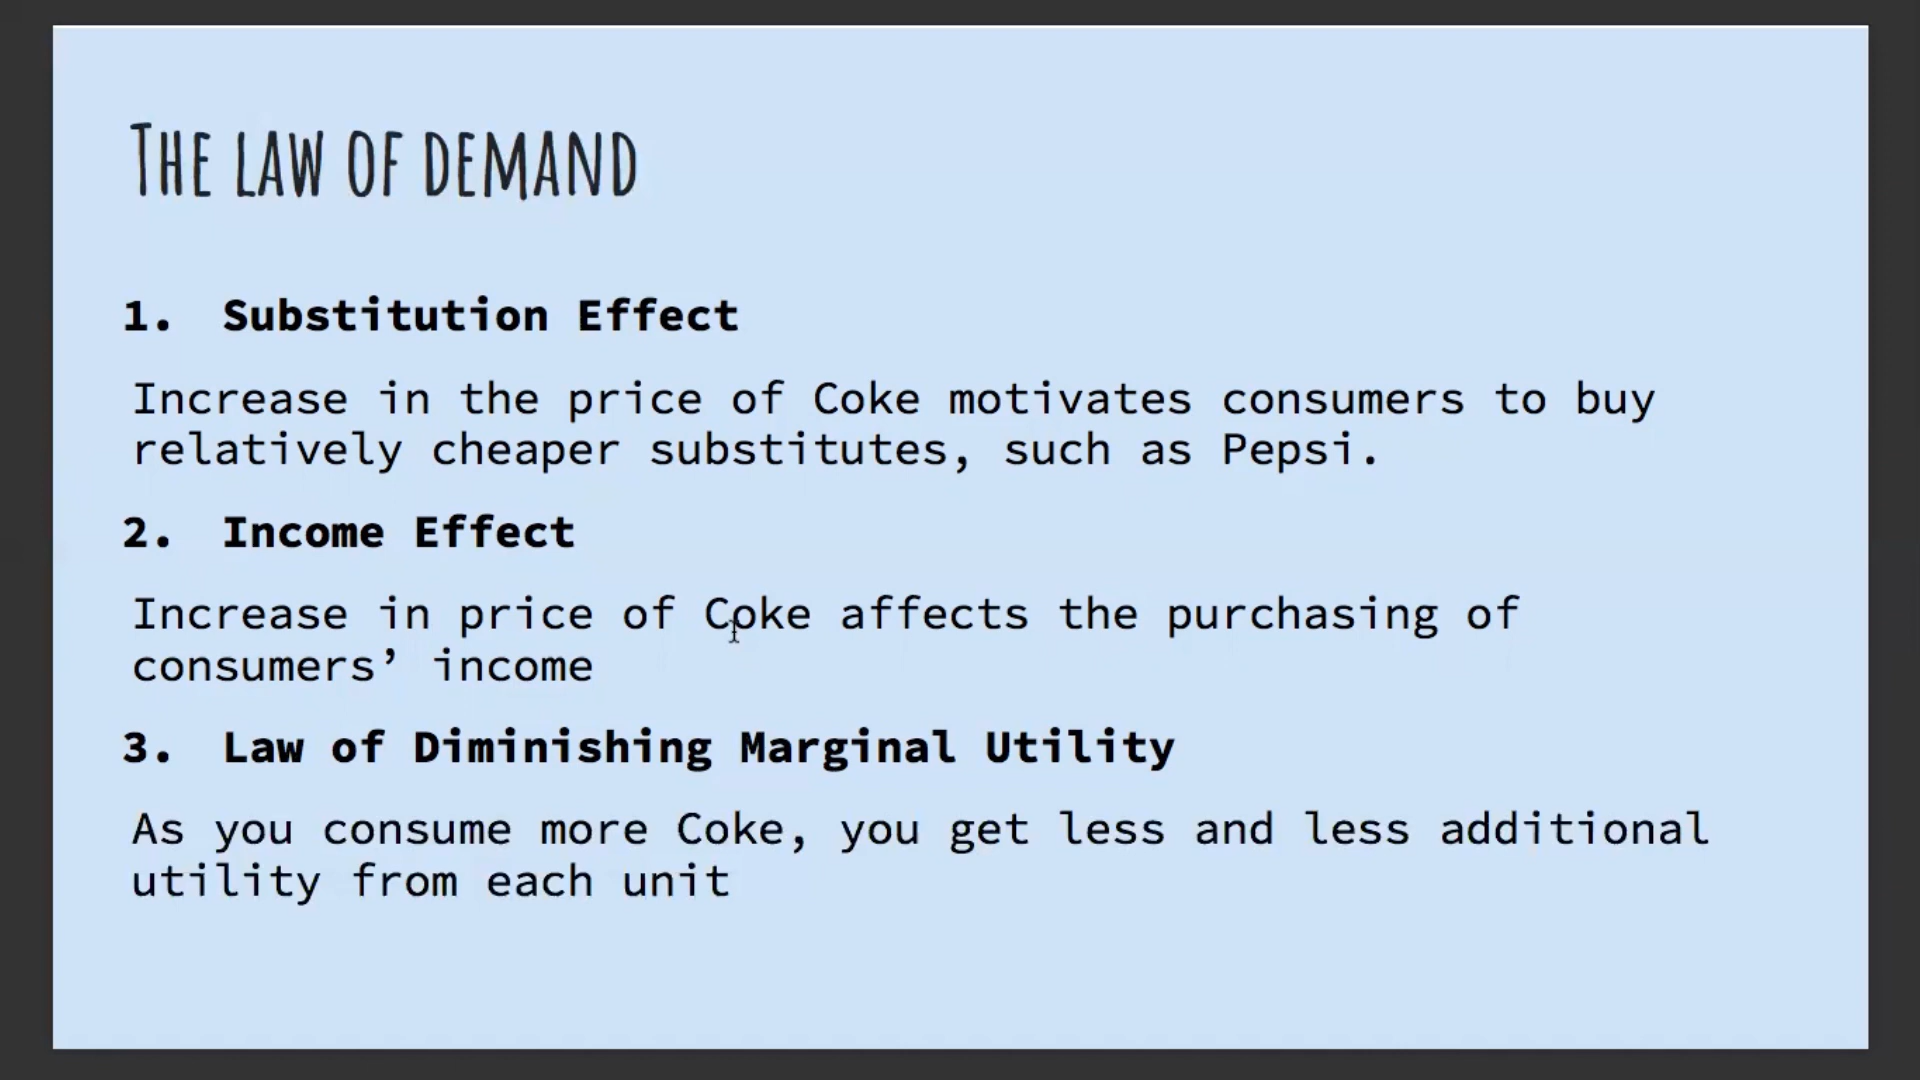 The law of demand
1. Substitution Effect
Increase in the price of Coke motivates consumers to buy
relatively cheaper substitutes, such as Pepsi.
2. Income Effect
Increase in price of Coke affects the purchasing of
consumers’ income
3. Law of Diminishing Marginal Utility
As you consume more Coke, you get less and less additional
utility from each unit